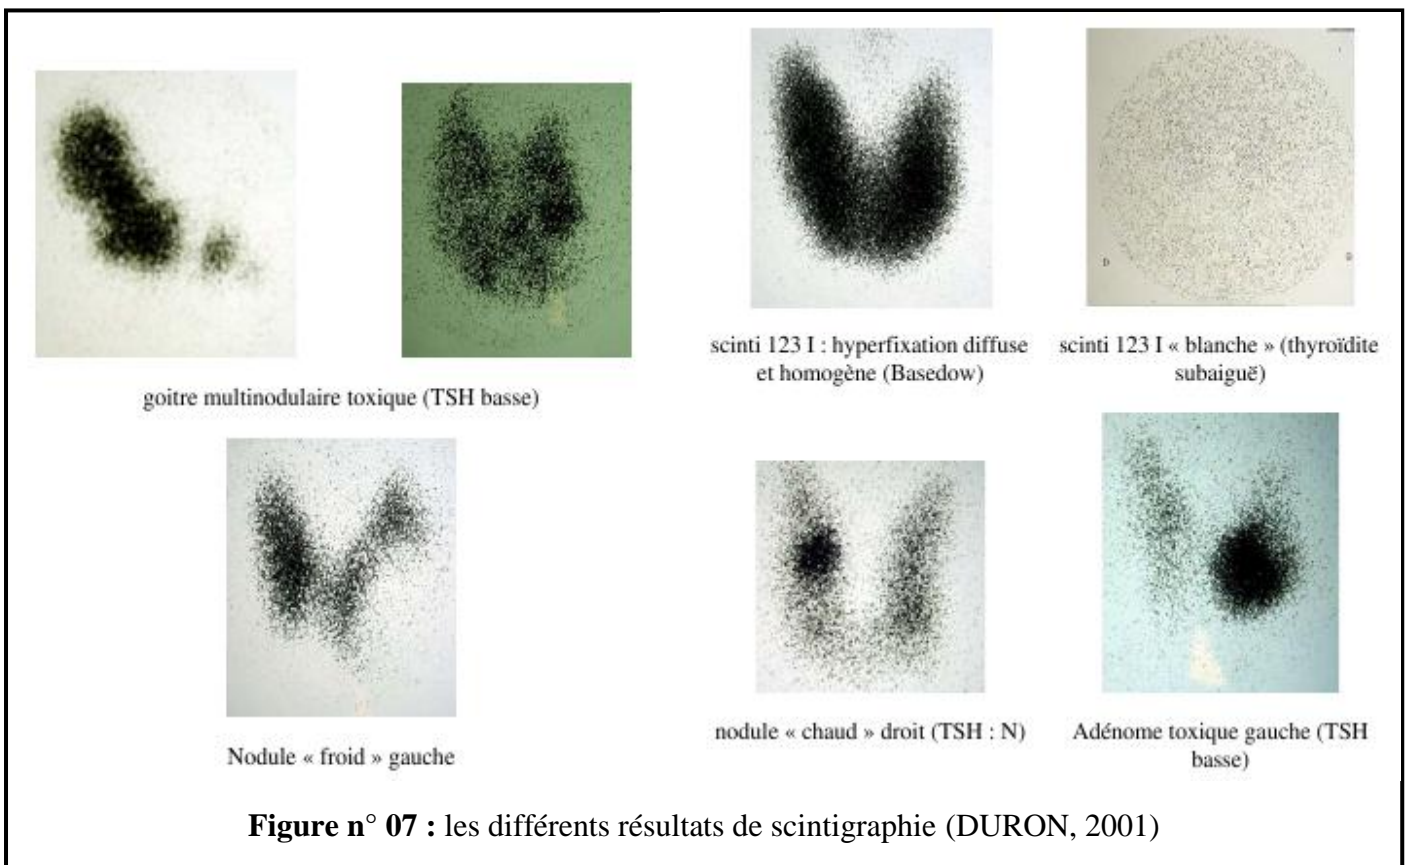 scinti 123 I : hyperfixation diffuse
et homogène (Basedow)
scinti 123 I « blanche » (thyroïdite
subaiguë)
goitre multinodulaire toxique (TSH basse)
D
nodule « chaud » droit (TSH : N)
Adénome toxique gauche (TSH
basse)
Nodule « froid » gauche
Figure n° 07 : les différents résultats de scintigraphie (DURON, 2001)